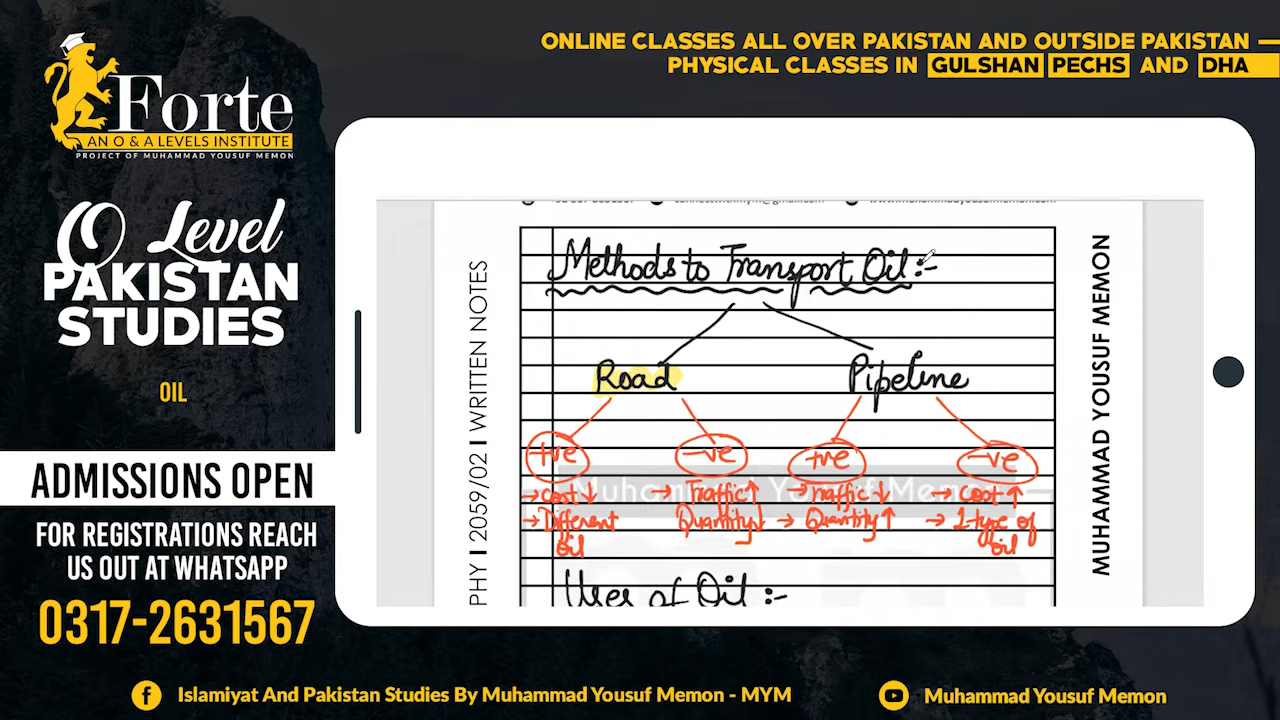 Forte
AN O & A LEVELS INSTITUTE
PROJECT OF MUHAMMAD YOUSUF MEMON
ONLINE CLASSES ALL OVER PAKISTAN AND OUTSIDE PAKISTAN
PHYSICAL CLASSES IN GULSHAN PECHS AND DHA
O Level
PAKISTAN
STUDIES
OIL
ADMISSIONS OPEN
FOR REGISTRATIONS REACH
US OUT AT WHATSAPP
0317-2631567
PHY I 2059/02 I WRITTEN NOTES
Methods to Transport Oil:-
Road
Pipeline
+ve
-ve
+ve
-ve
→ Cost↓
→ Different
oil
→ Traffic↑
Quantity↓
→ Traffic↓
→ Quantity↑
→ Cost↑
→ 1-type of
oil
Muhammad Yousuf Memon
Uses of Oil :-
MUHAMMAD YOUSUF MEMON
Islamiyat And Pakistan Studies By Muhammad Yousuf Memon - MYM
Muhammad Yousuf Memon